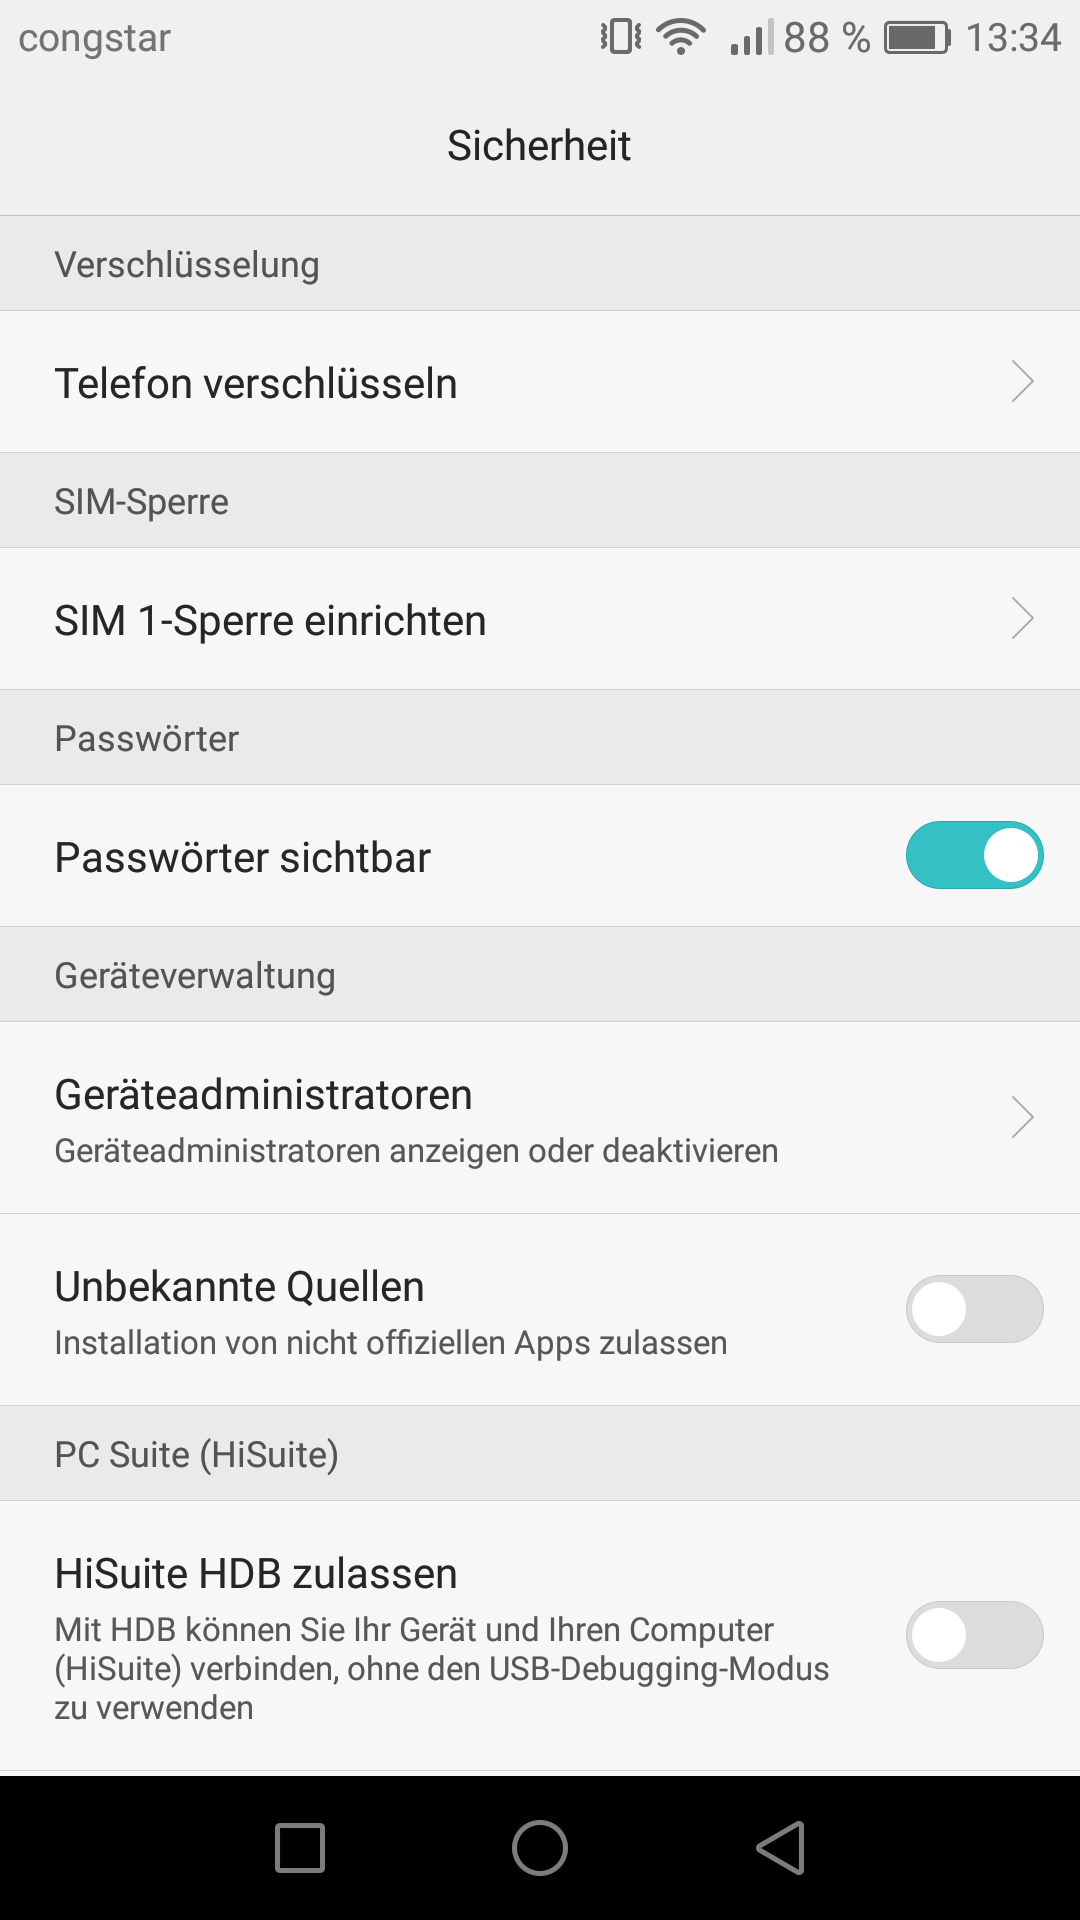 congstar 88 % 13:34
Sicherheit
Verschlüsselung
Telefon verschlüsseln
SIM-Sperre
SIM 1-Sperre einrichten
Passwörter
Passwörter sichtbar
Geräteverwaltung
Geräteadministratoren
Geräteadministratoren anzeigen oder deaktivieren
Unbekannte Quellen
Installation von nicht offiziellen Apps zulassen
PC Suite (HiSuite)
HiSuite HDB zulassen
Mit HDB können Sie Ihr Gerät und Ihren Computer
(HiSuite) verbinden, ohne den USB-Debugging-Modus
zu verwenden